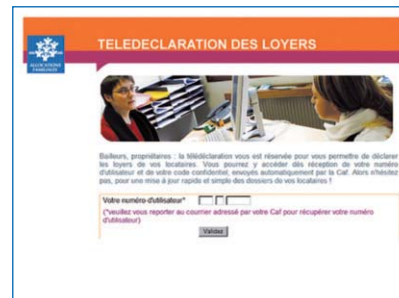 TELEDECLARATION DES LOYERS
ALLOCATIONS
FAMILIALES
Bailleurs, propriétaires : la télédéclaration vous est réservée pour vous permettre de déclarer
les loyers de vos locataires. Vous pourrez y accéder dès réception de votre numéro
d'utilisateur et de votre code confidentiel, envoyés automatiquement par la Caf. Alors n'hésitez
pas, pour une mise à jour rapide et simple des dossiers de vos locataires !
Votre numéro d'utilisateur*
(*veuillez vous reporter au courrier adressé par votre Caf pour récupérer votre numéro
d'utilisateur)
Validez